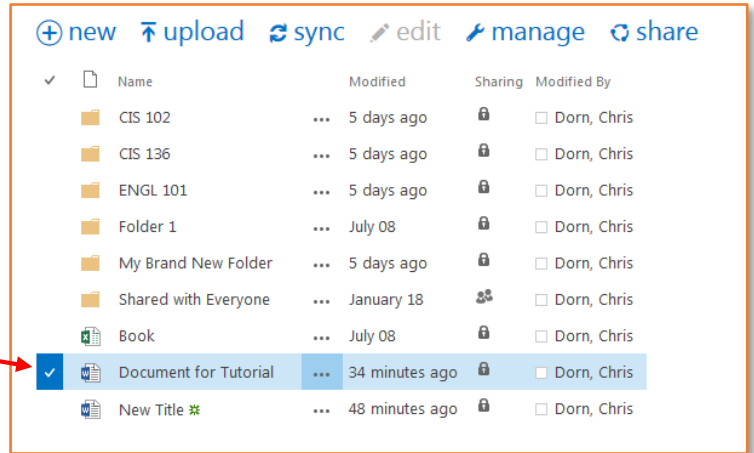 new upload sync edit manage share
Name Modified Sharing Modified By
CIS 102 ... 5 days ago Dorn, Chris
CIS 136 ... 5 days ago Dorn, Chris
ENGL 101 ... 5 days ago Dorn, Chris
Folder 1 ... July 08 Dorn, Chris
My Brand New Folder ... 5 days ago Dorn, Chris
Shared with Everyone ... January 18 Dorn, Chris
Book ... July 08 Dorn, Chris
Document for Tutorial ... 34 minutes ago Dorn, Chris
New Title ... 48 minutes ago Dorn, Chris